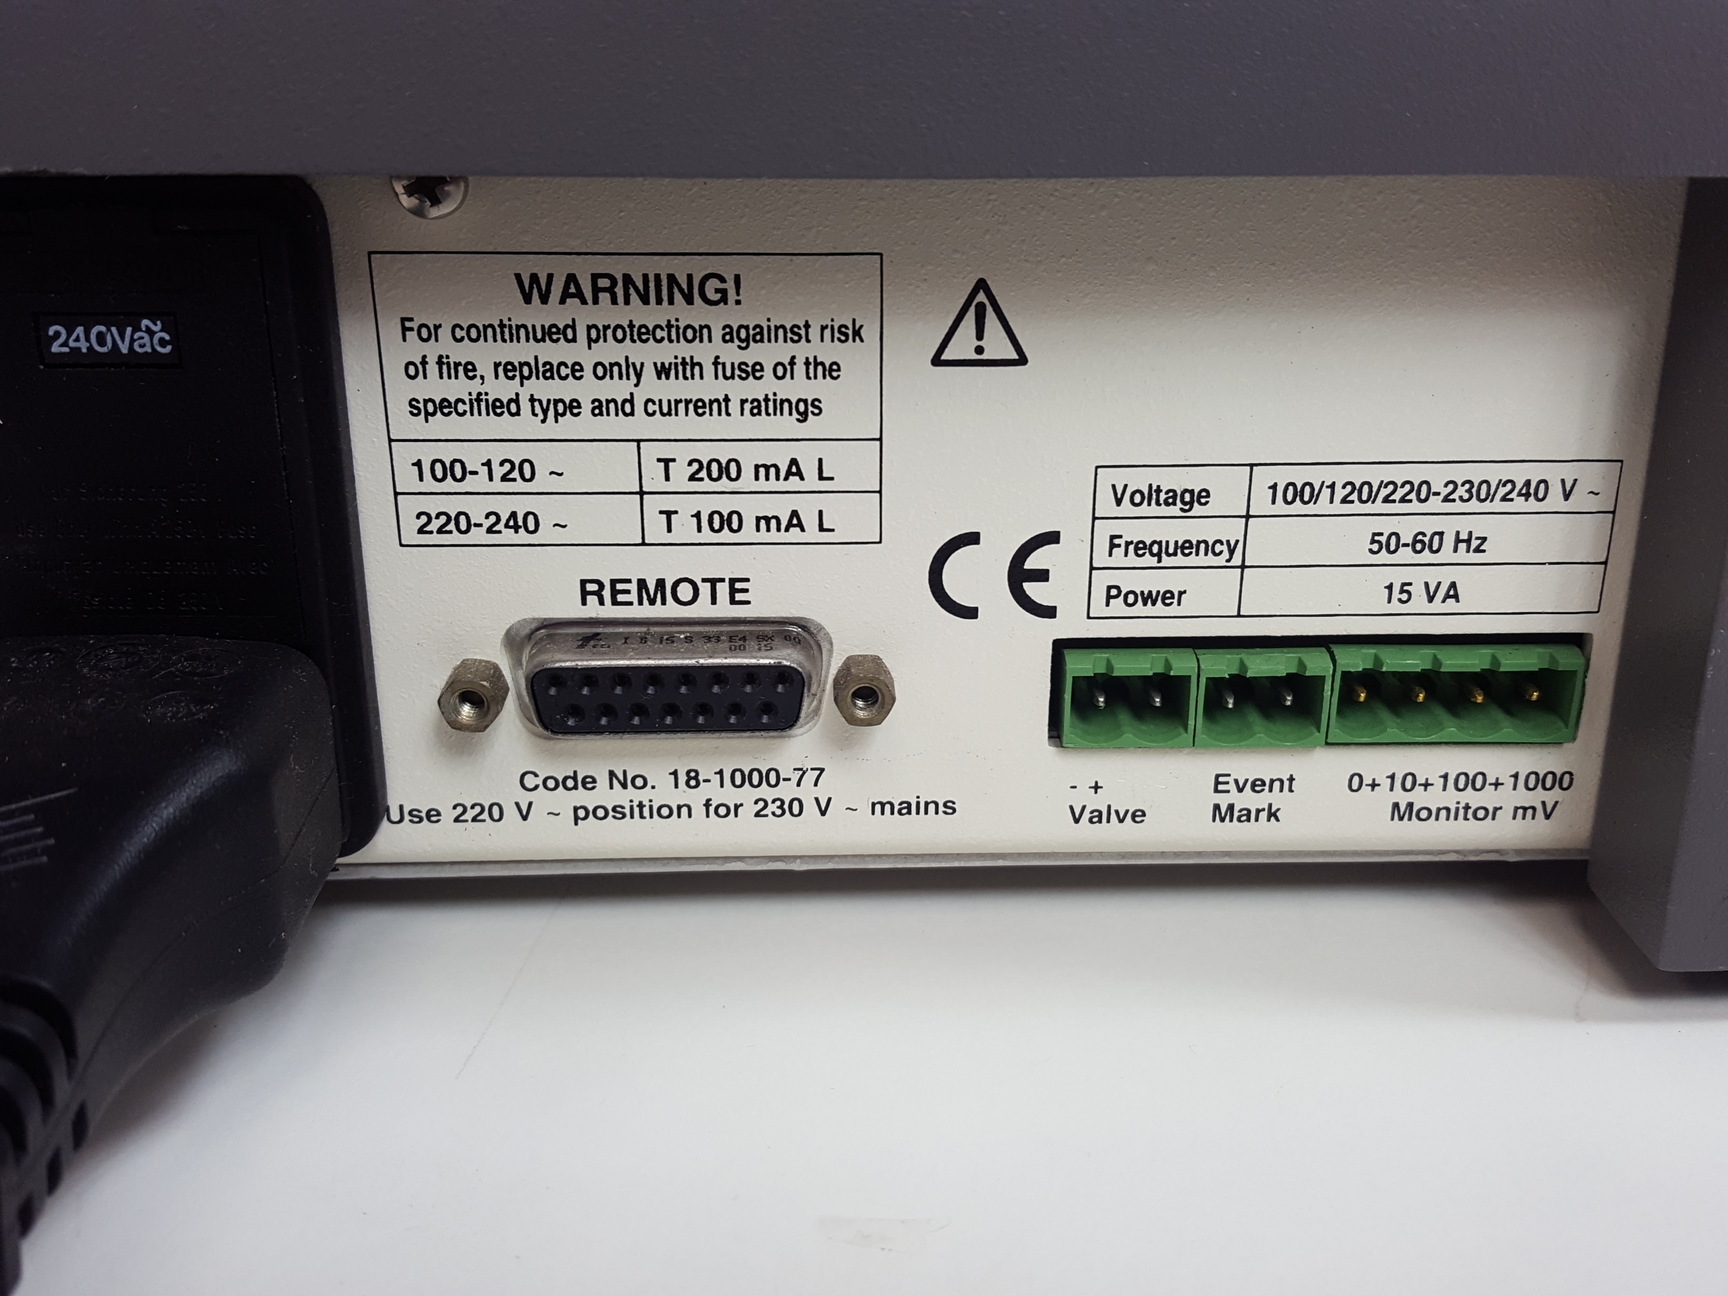 240Vac~
WARNING!
For continued protection against risk
of fire, replace only with fuse of the
specified type and current ratings
100-120 ~ T 200 mA L
220-240 ~ T 100 mA L
CE
Voltage 100/120/220-230/240 V ~
Frequency 50-60 Hz
Power 15 VA
REMOTE
Code No. 18-1000-77
Use 220 V ~ position for 230 V ~ mains
- +
Valve
Event
Mark
0+10+100+1000
Monitor mV